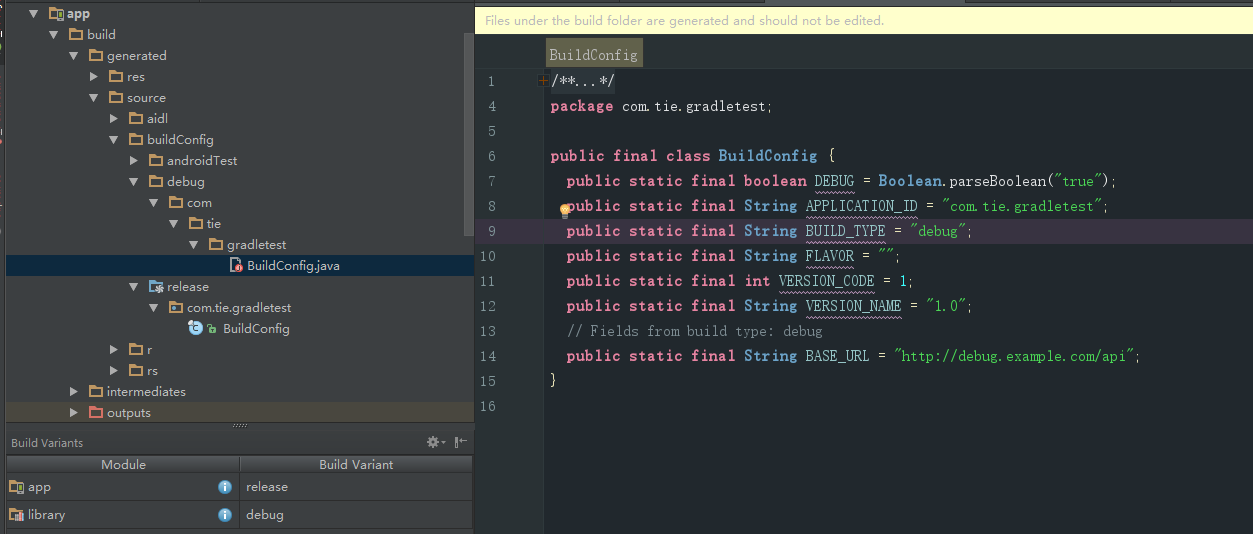 app
build
generated
res
source
aidl
buildConfig
androidTest
debug
com
tie
gradletest
BuildConfig.java
release
com.tie.gradletest
BuildConfig
r
rs
intermediates
outputs
Build Variants
Module Build Variant
app release
library debug
Files under the build folder are generated and should not be edited.
BuildConfig
1 /**...*/
4 package com.tie.gradletest;
5
6 public final class BuildConfig {
7 public static final boolean DEBUG = Boolean.parseBoolean("true");
8 public static final String APPLICATION_ID = "com.tie.gradletest";
9 public static final String BUILD_TYPE = "debug";
10 public static final String FLAVOR = "";
11 public static final int VERSION_CODE = 1;
12 public static final String VERSION_NAME = "1.0";
13 // Fields from build type: debug
14 public static final String BASE_URL = "http://debug.example.com/api";
15 }
16